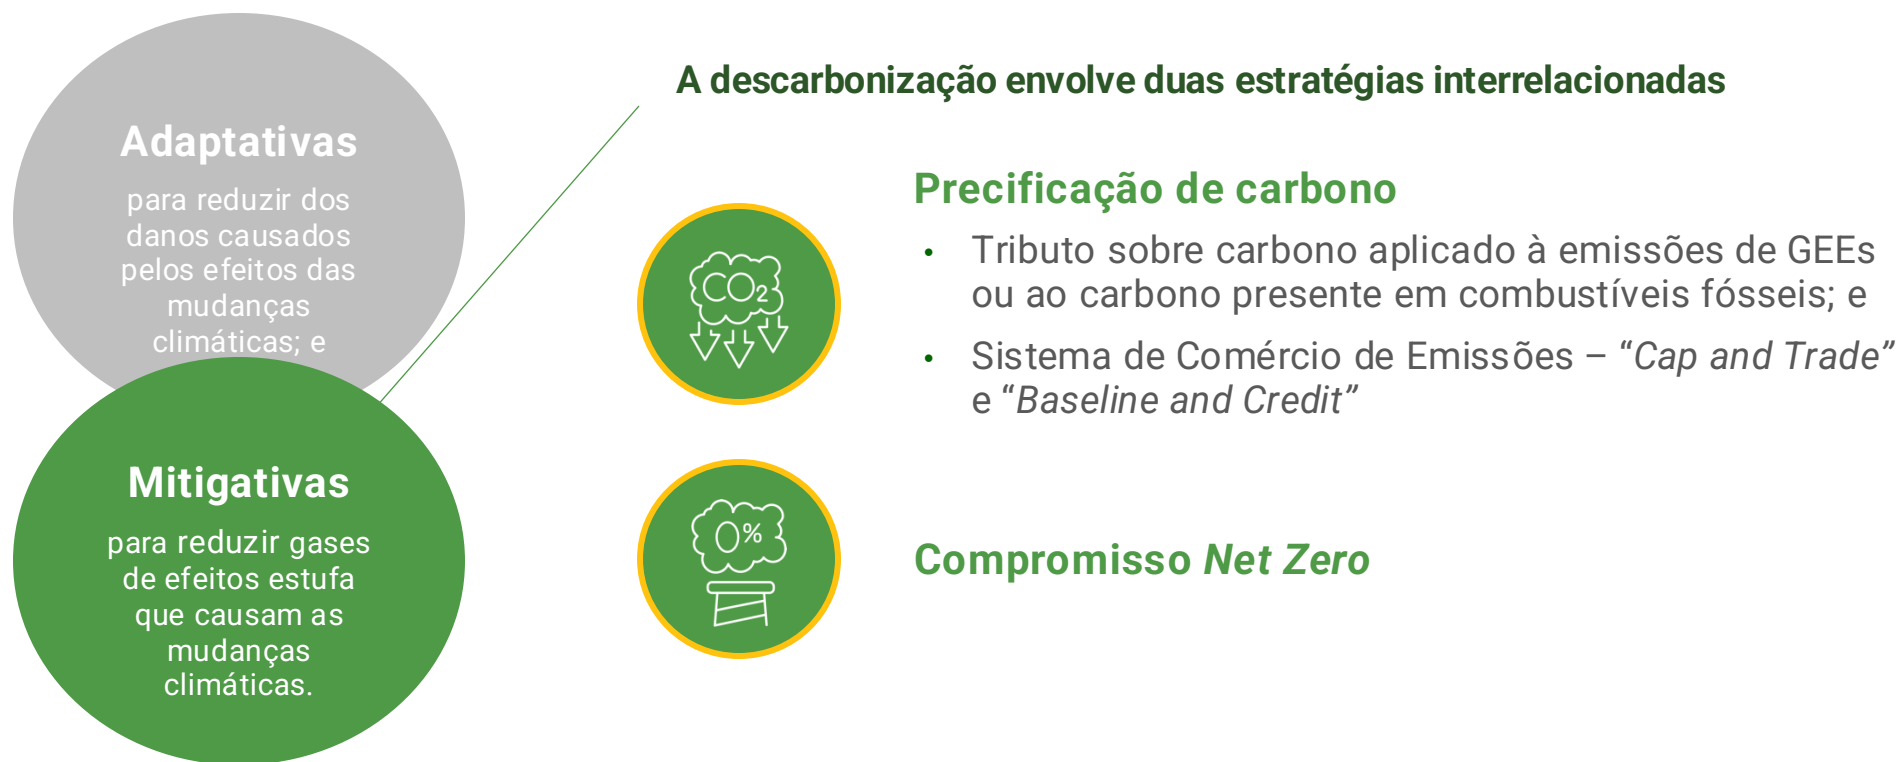 Adaptativas
para reduzir dos
danos causados
pelos efeitos das
mudanças
climáticas; e
Mitigativas
para reduzir gases
de efeitos estufa
que causam as
mudanças
climáticas.
A descarbonização envolve duas estratégias interrelacionadas
CO₂
Precificação de carbono
• Tributo sobre carbono aplicado à emissões de GEEs
ou ao carbono presente em combustíveis fósseis; e
• Sistema de Comércio de Emissões – “Cap and Trade”
e “Baseline and Credit”
0%
Compromisso Net Zero